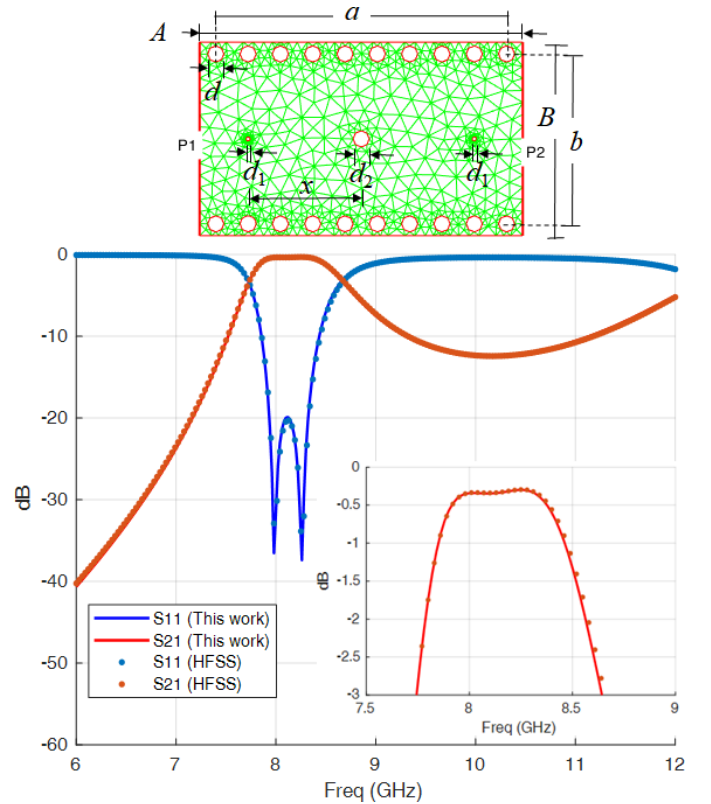 a
A
d
B
b
P1
P2
d1
d2
d1
x
0
-10
-20
-30
-40
-50
-60
dB
S11 (This work)
S21 (This work)
S11 (HFSS)
S21 (HFSS)
0
-0.5
-1
-1.5
-2
-2.5
-3
dB
7.5
8
8.5
9
Freq (GHz)
6
7
8
9
10
11
12
Freq (GHz)